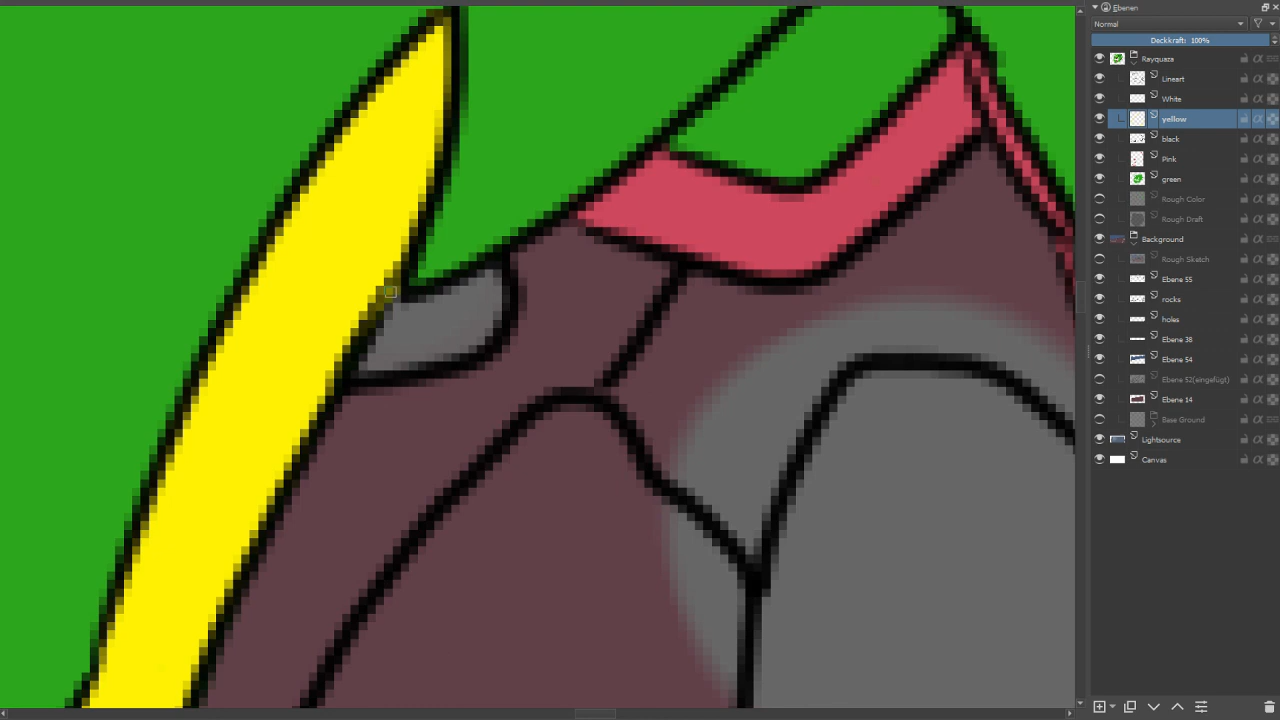 Ebenen
Normal
Deckkraft: 100%
Rayquaza
Lineart
White
yellow
black
Pink
green
Rough Color
Rough Draft
Background
Rough Sketch
Ebene 55
rocks
holes
Ebene 38
Ebene 54
Ebene 52(eingefügt)
Ebene 14
Base Ground
Lightsource
Canvas